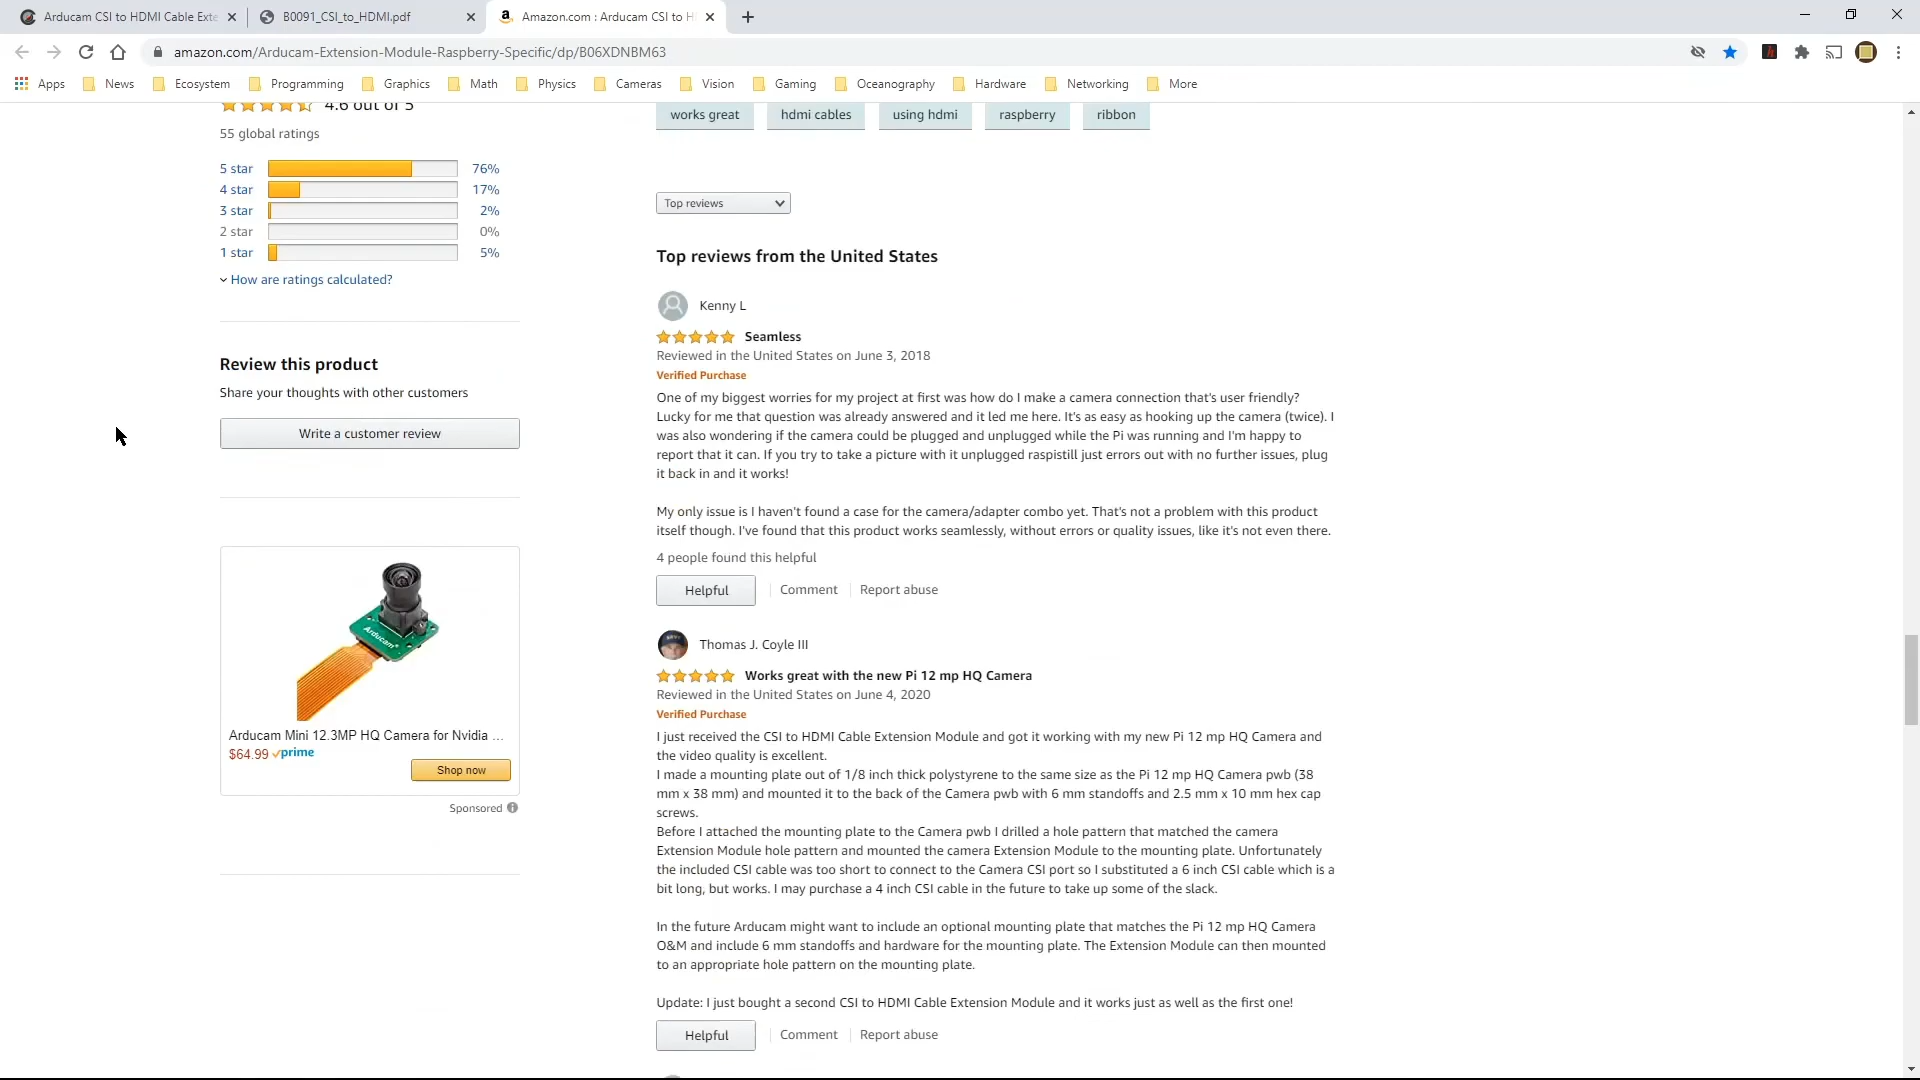 Arducam CSI to HDMI Cable Exte
B0091_CSI_to_HDMI.pdf
Amazon.com : Arducam CSI to H
amazon.com/Arducam-Extension-Module-Raspberry-Specific/dp/B06XDNBM63
Apps News Ecosystem Programming Graphics Math Physics Cameras Vision Gaming Oceanography Hardware Networking More
4.6 out of 5
55 global ratings
5 star 76%
4 star 17%
3 star 2%
2 star 0%
1 star 5%
How are ratings calculated?
Review this product
Share your thoughts with other customers
Write a customer review
Arducam
Arducam Mini 12.3MP HQ Camera for Nvidia ...
$64.99 prime
Shop now
Sponsored
works great hdmi cables using hdmi raspberry ribbon
Top reviews
Top reviews from the United States
Kenny L
Seamless
Reviewed in the United States on June 3, 2018
Verified Purchase
One of my biggest worries for my project at first was how do I make a camera connection that's user friendly?
Lucky for me that question was already answered and it led me here. It's as easy as hooking up the camera (twice). I
was also wondering if the camera could be plugged and unplugged while the Pi was running and I'm happy to
report that it can. If you try to take a picture with it unplugged raspistill just errors out with no further issues, plug
it back in and it works!
My only issue is I haven't found a case for the camera/adapter combo yet. That's not a problem with this product
itself though. I've found that this product works seamlessly, without errors or quality issues, like it's not even there.
4 people found this helpful
Helpful Comment Report abuse
Thomas J. Coyle III
Works great with the new Pi 12 mp HQ Camera
Reviewed in the United States on June 4, 2020
Verified Purchase
I just received the CSI to HDMI Cable Extension Module and got it working with my new Pi 12 mp HQ Camera and
the video quality is excellent.
I made a mounting plate out of 1/8 inch thick polystyrene to the same size as the Pi 12 mp HQ Camera pwb (38
mm x 38 mm) and mounted it to the back of the Camera pwb with 6 mm standoffs and 2.5 mm x 10 mm hex cap
screws.
Before I attached the mounting plate to the Camera pwb I drilled a hole pattern that matched the camera
Extension Module hole pattern and mounted the camera Extension Module to the mounting plate. Unfortunately
the included CSI cable was too short to connect to the Camera CSI port so I substituted a 6 inch CSI cable which is a
bit long, but works. I may purchase a 4 inch CSI cable in the future to take up some of the slack.
In the future Arducam might want to include an optional mounting plate that matches the Pi 12 mp HQ Camera
O&M and include 6 mm standoffs and hardware for the mounting plate. The Extension Module can then mounted
to an appropriate hole pattern on the mounting plate.
Update: I just bought a second CSI to HDMI Cable Extension Module and it works just as well as the first one!
Helpful Comment Report abuse